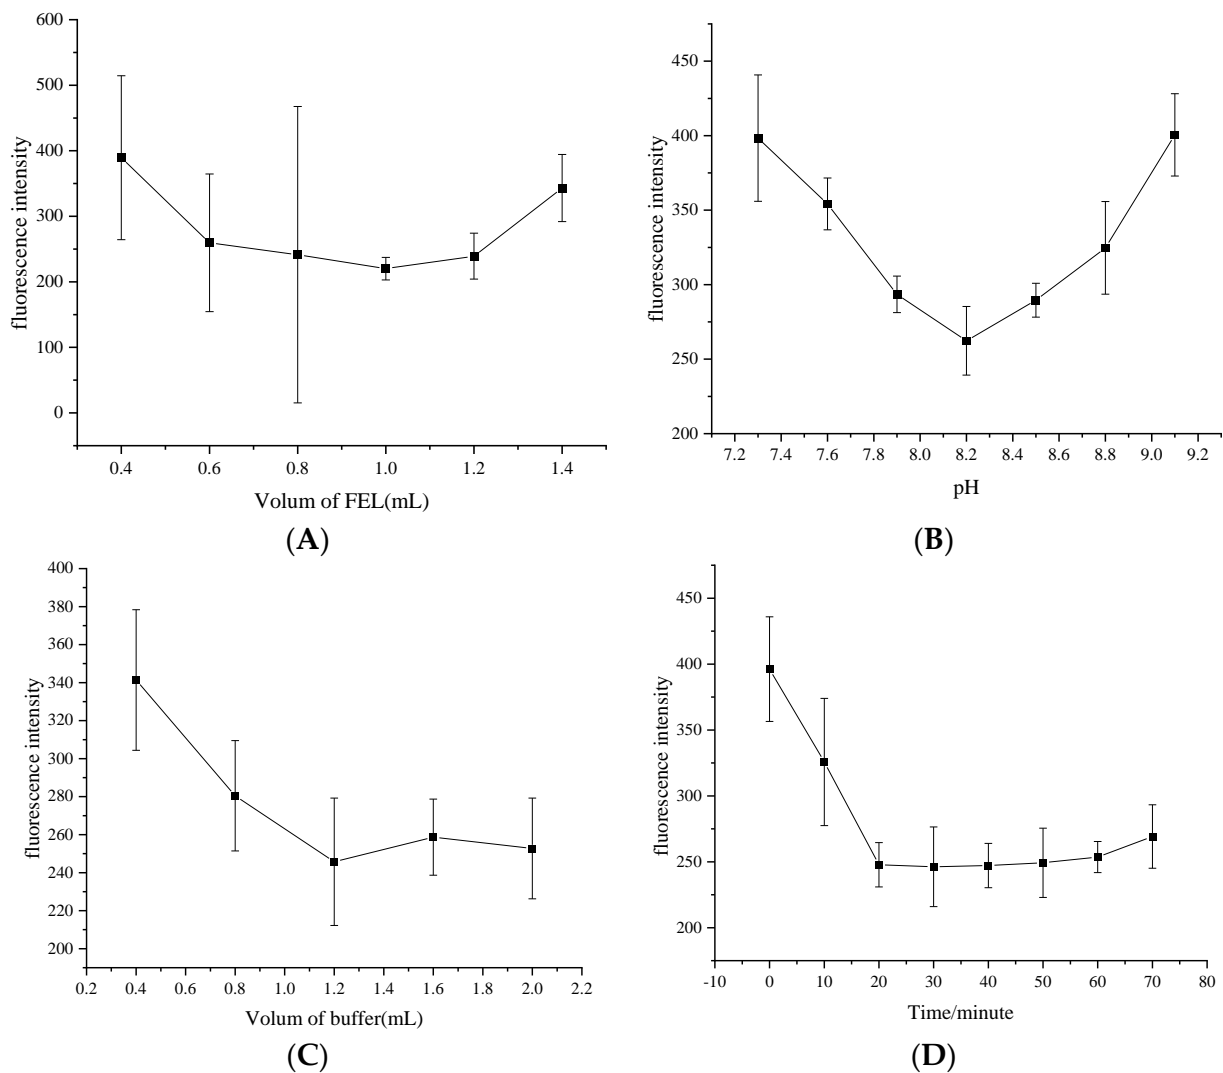 600
500
400
300
200
100
0
fluorescence intensity
0.4 0.6 0.8 1.0 1.2 1.4
Volum of FEL(mL)
(A)
450
400
350
300
250
200
fluorescence intensity
7.2 7.4 7.6 7.8 8.0 8.2 8.4 8.6 8.8 9.0 9.2
pH
(B)
400
380
360
340
320
300
280
260
240
220
200
fluorescence intensity
0.2 0.4 0.6 0.8 1.0 1.2 1.4 1.6 1.8 2.0 2.2
Volum of buffer(mL)
(C)
450
400
350
300
250
200
fluorescence intensity
-10 0 10 20 30 40 50 60 70 80
Time/minute
(D)